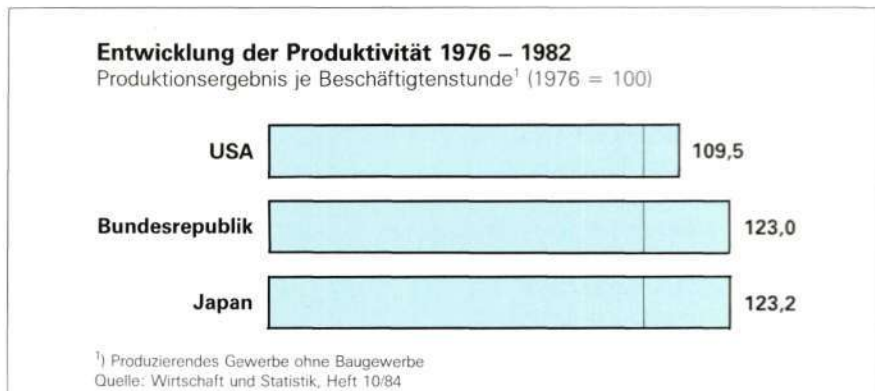 Entwicklung der Produktivität 1976 – 1982
Produktionsergebnis je Beschäftigtenstunde¹ (1976 = 100)
USA 109,5
Bundesrepublik 123,0
Japan 123,2
¹) Produzierendes Gewerbe ohne Baugewerbe
Quelle: Wirtschaft und Statistik, Heft 10/84